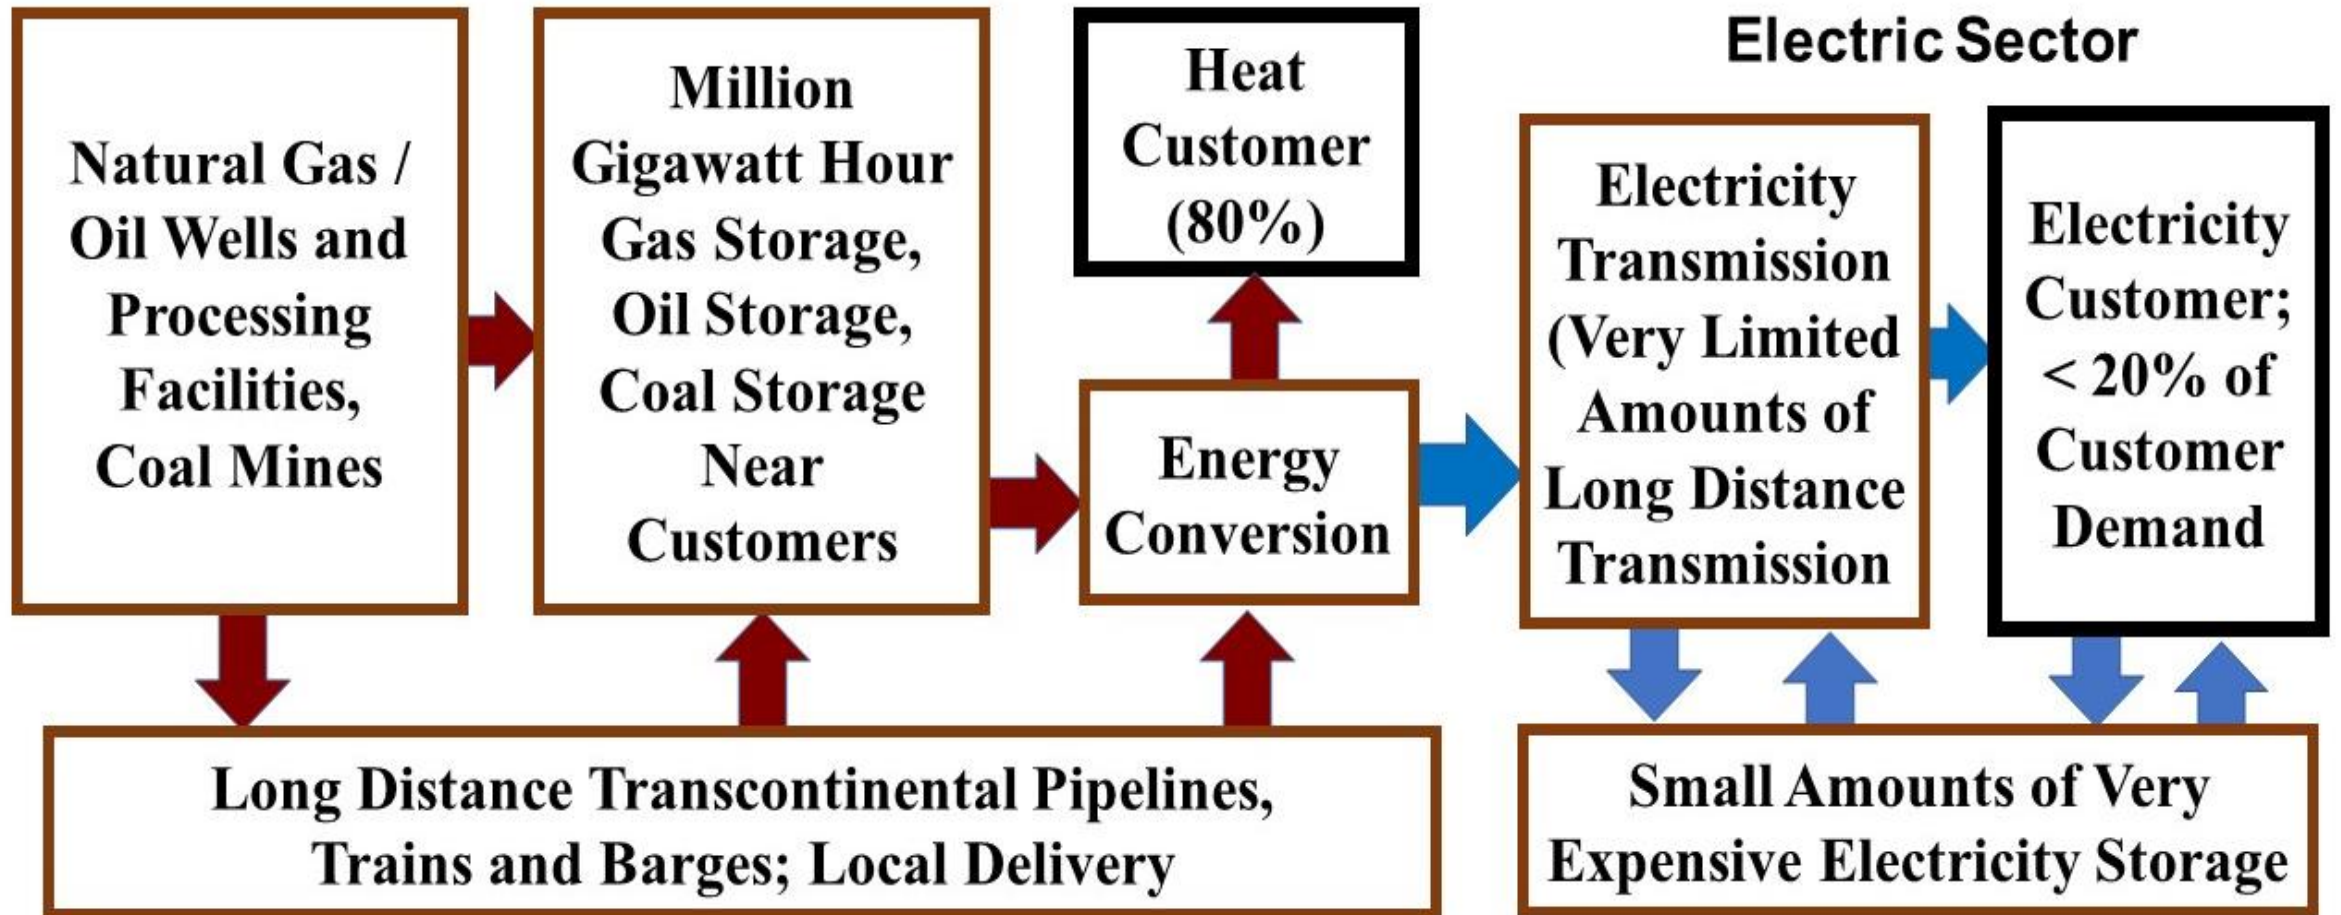 Natural Gas /
Oil Wells and
Processing
Facilities,
Coal Mines
Million
Gigawatt Hour
Gas Storage,
Oil Storage,
Coal Storage
Near
Customers
Heat
Customer
(80%)
Energy
Conversion
Electric Sector
Electricity
Transmission
(Very Limited
Amounts of
Long Distance
Transmission
Electricity
Customer;
< 20% of
Customer
Demand
Long Distance Transcontinental Pipelines,
Trains and Barges; Local Delivery
Small Amounts of Very
Expensive Electricity Storage